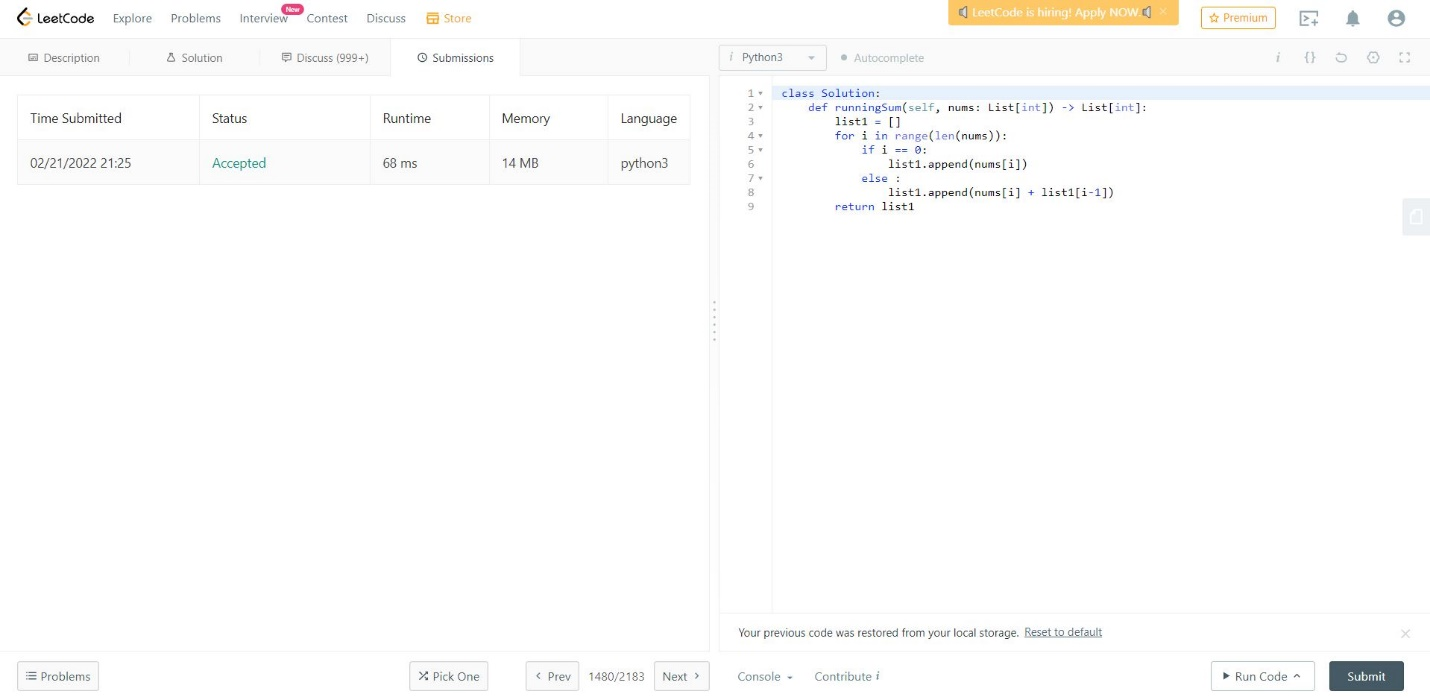 LeetCode Explore Problems Interview New Contest Discuss Store LeetCode is hiring! Apply NOW. × Premium
Description Solution Discuss (999+) Submissions
Time Submitted Status Runtime Memory Language
02/21/2022 21:25 Accepted 68 ms 14 MB python3
i Python3 Autocomplete i {}
1 class Solution:
2 def runningSum(self, nums: List[int]) -> List[int]:
3 list1 = []
4 for i in range(len(nums)):
5 if i == 0:
6 list1.append(nums[i])
7 else :
8 list1.append(nums[i] + list1[i-1])
9 return list1
Your previous code was restored from your local storage. Reset to default
Problems Pick One Prev 1480/2183 Next Console Contribute i Run Code Submit